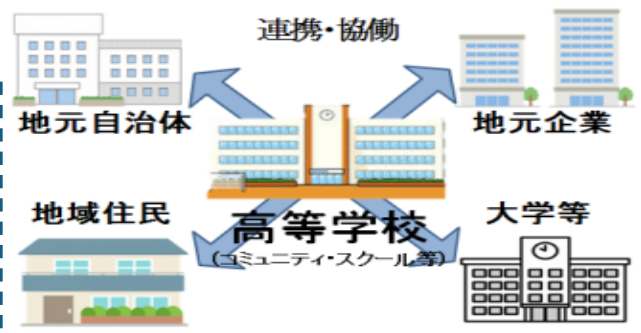 連携・協働
地元自治体
地元企業
高等学校
(コミュニティ・スクール等)
地域住民
大学等